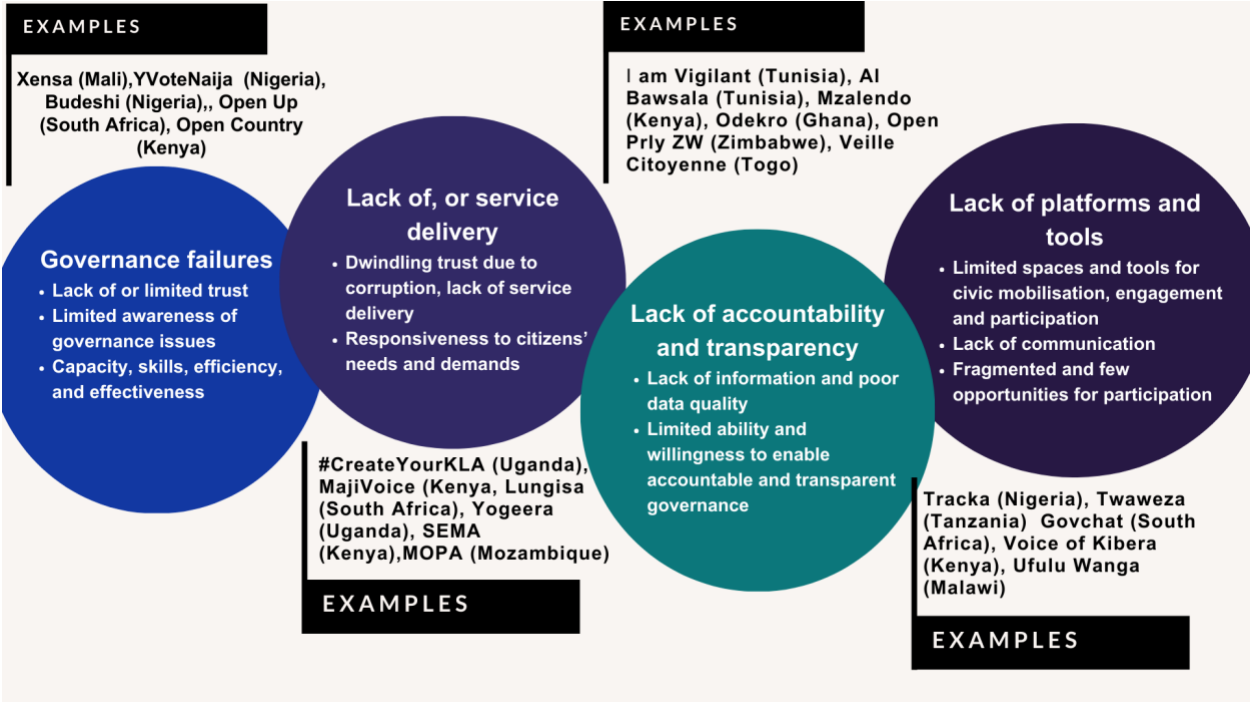 EXAMPLES
Xensa (Mali),YVoteNaija (Nigeria),
Budeshi (Nigeria),, Open Up
(South Africa), Open Country
(Kenya)
Governance failures
• Lack of or limited trust
• Limited awareness of
governance issues
• Capacity, skills, efficiency,
and effectiveness
Lack of, or service
delivery
• Dwindling trust due to
corruption, lack of service
delivery
• Responsiveness to citizens'
needs and demands
#CreateYourKLA (Uganda),
MajiVoice (Kenya, Lungisa
(South Africa), Yogeera
(Uganda), SEMA
(Kenya),MOPA (Mozambique)
EXAMPLES
EXAMPLES
I am Vigilant (Tunisia), Al
Bawsala (Tunisia), Mzalendo
(Kenya), Odekro (Ghana), Open
Prly ZW (Zimbabwe), Veille
Citoyenne (Togo)
Lack of accountability
and transparency
• Lack of information and poor
data quality
• Limited ability and
willingness to enable
accountable and transparent
governance
Lack of platforms and
tools
• Limited spaces and tools for
civic mobilisation, engagement
and participation
• Lack of communication
• Fragmented and few
opportunities for participation
Tracka (Nigeria), Twaweza
(Tanzania) Govchat (South
Africa), Voice of Kibera
(Kenya), Ufulu Wanga
(Malawi)
EXAMPLES